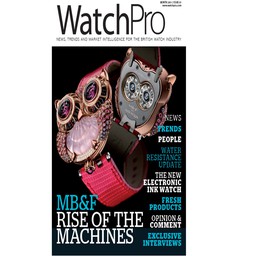 WatchPro
NEWS, TRENDS AND MARKET INTELLIGENCE FOR THE BRITISH WATCH INDUSTRY
NEWS
TRENDS
PEOPLE
WATER
RESISTANCE
UPDATE
THE NEW
ELECTRONIC
INK WATCH
FRESH
PRODUCTS
OPINION &
COMMENT
EXCLUSIVE
INTERVIEWS
MB&F
RISE OF THE
MACHINES